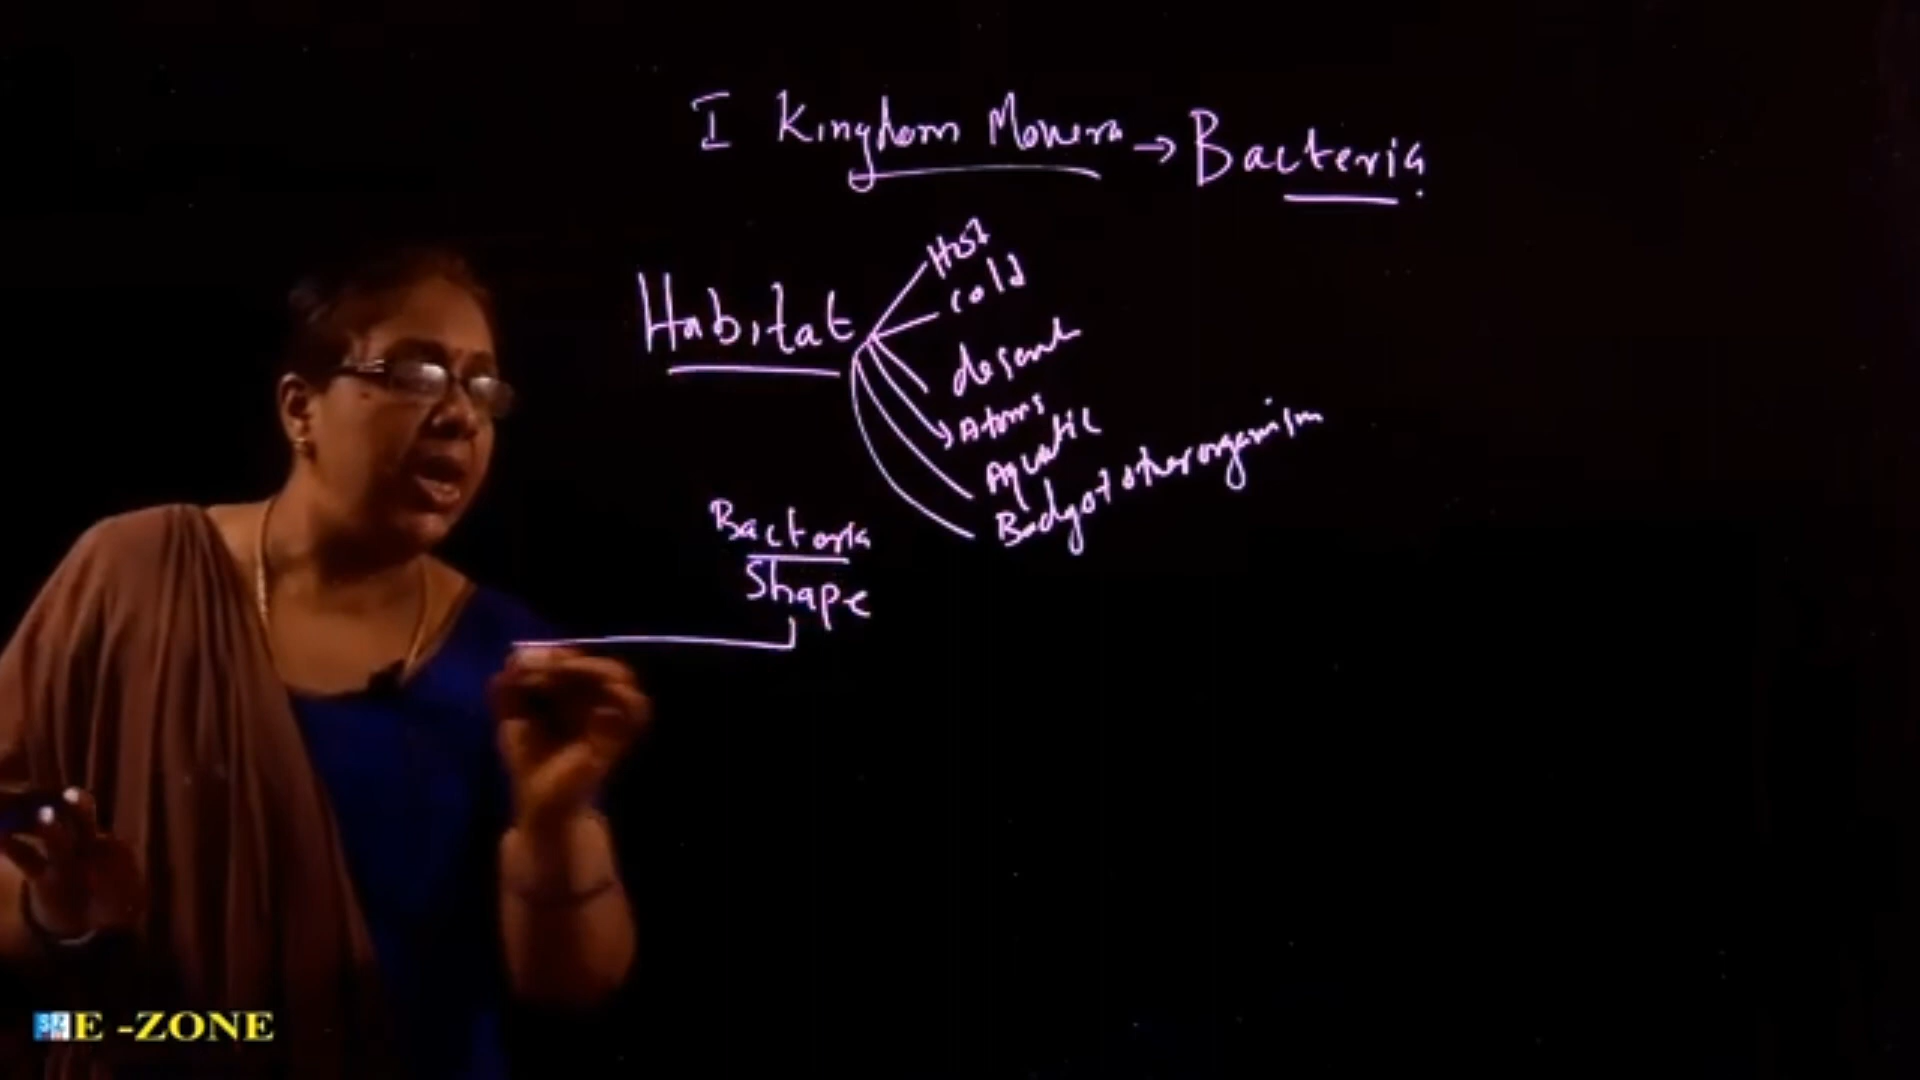 I Kingdom Monera → Bacteria
Habitat
Hot
cold
desert
Atoms
Aquatic
Body of other organism
Bacteria
Shape
E -ZONE